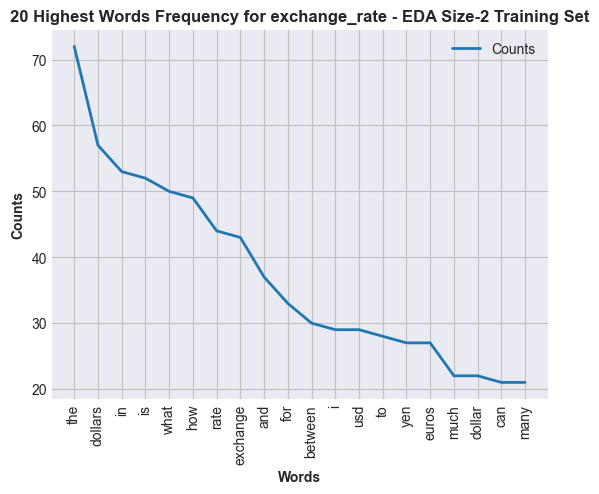 20 Highest Words Frequency for exchange_rate - EDA Size-2 Training Set
Counts
70
60
50
40
30
20
Counts
the
dollars
in
is
what
how
rate
exchange
and
for
between
i
usd
to
yen
euros
much
dollar
can
many
Words